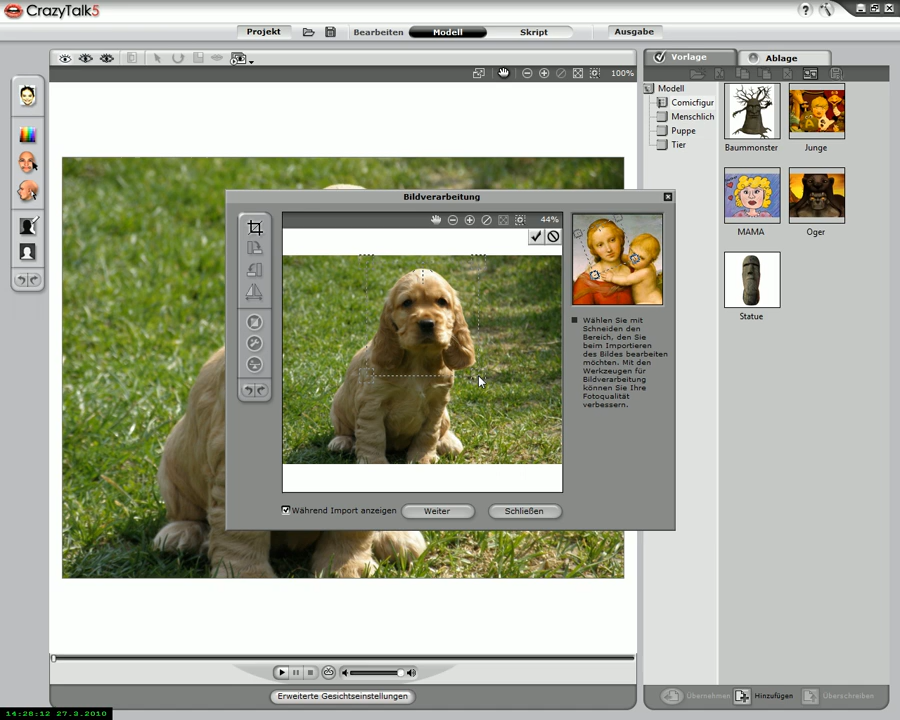 CrazyTalk5
Projekt
Bearbeiten
Modell
Skript
Ausgabe
100%
Vorlage
Ablage
Modell
Comicfigur
Menschlich
Puppe
Tier
Baummonster
Junge
MAMA
Oger
Statue
Bildverarbeitung
44%
Wählen Sie mit
Schneiden den
Bereich, den Sie
beim Importieren
des Bildes bearbeiten
möchten. Mit den
Werkzeugen für
Bildverarbeitung
können Sie Ihre
Fotoqualität
verbessern.
Während Import anzeigen
Weiter
Schließen
Erweiterte Gesichtseinstellungen
Übernehmen
Hinzufügen
Überschreiben
14:28:12 27.3.2010